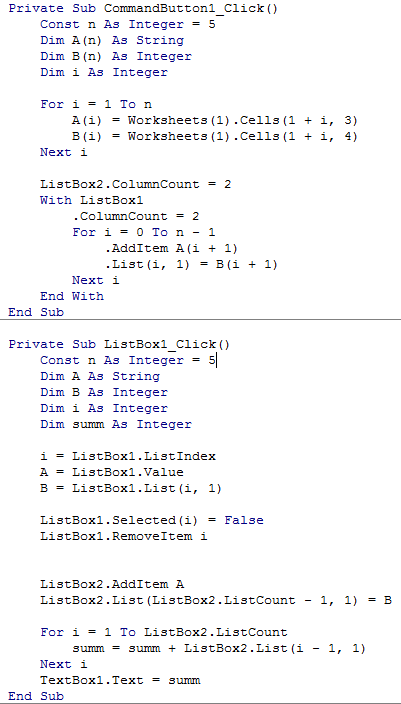 Private Sub CommandButton1_Click()
    Const n As Integer = 5
    Dim A(n) As String
    Dim B(n) As Integer
    Dim i As Integer

    For i = 1 To n
        A(i) = Worksheets(1).Cells(1 + i, 3)
        B(i) = Worksheets(1).Cells(1 + i, 4)
    Next i

    ListBox2.ColumnCount = 2
    With ListBox1
        .ColumnCount = 2
        For i = 0 To n - 1
            .AddItem A(i + 1)
            .List(i, 1) = B(i + 1)
        Next i
    End With
End Sub

Private Sub ListBox1_Click()
    Const n As Integer = 5
    Dim A As String
    Dim B As Integer
    Dim i As Integer
    Dim summ As Integer

    i = ListBox1.ListIndex
    A = ListBox1.Value
    B = ListBox1.List(i, 1)

    ListBox1.Selected(i) = False
    ListBox1.RemoveItem i


    ListBox2.AddItem A
    ListBox2.List(ListBox2.ListCount - 1, 1) = B

    For i = 1 To ListBox2.ListCount
        summ = summ + ListBox2.List(i - 1, 1)
    Next i
    TextBox1.Text = summ
End Sub